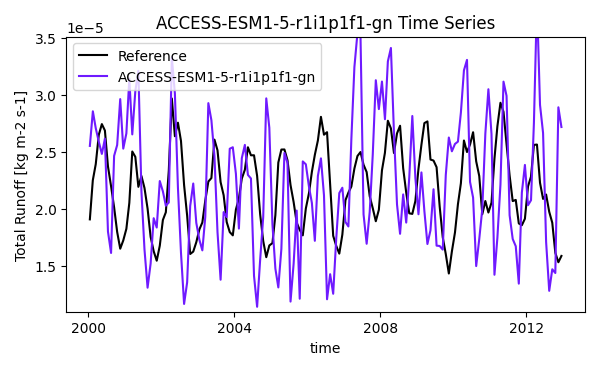 ACCESS-ESM1-5-r1i1p1f1-gn Time Series
1e−5
Reference
ACCESS-ESM1-5-r1i1p1f1-gn
3.5
3.0
2.5
2.0
1.5
Total Runoff [kg m-2 s-1]
2000 2004 2008 2012
time